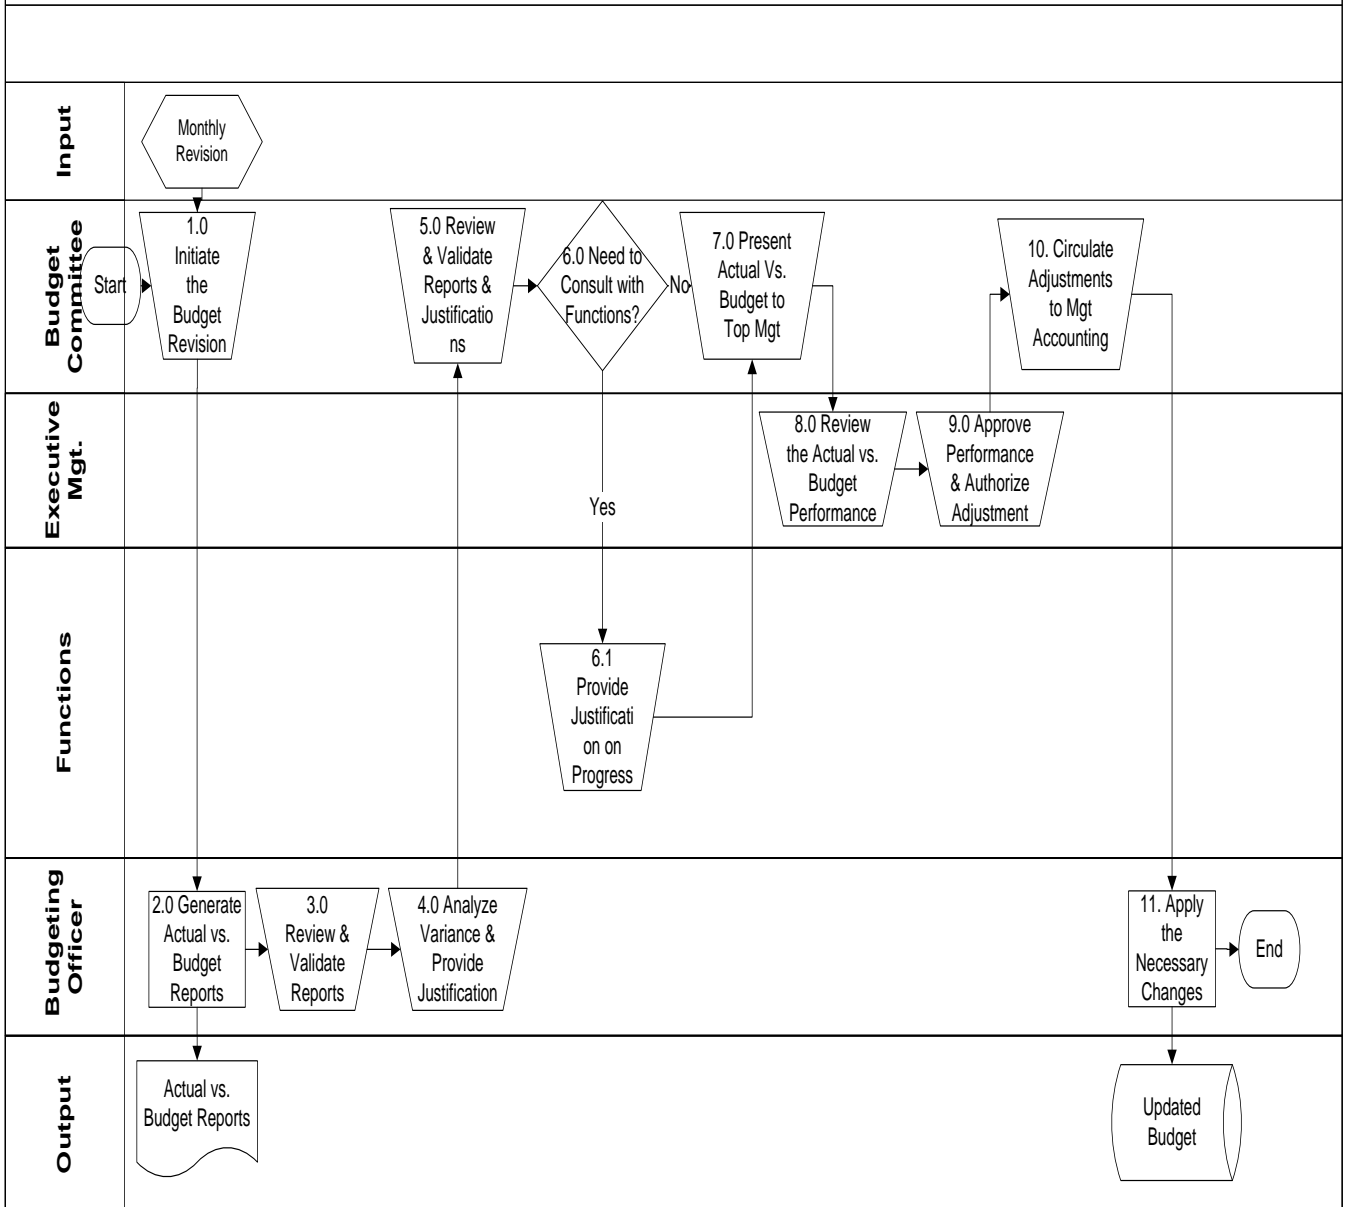 Input
Monthly
Revision
Budget
Committee
Start
1.0
Initiate
the
Budget
Revision
5.0 Review
& Validate
Reports &
Justificatio
ns
6.0 Need to
Consult with
Functions?
No
7.0 Present
Actual Vs.
Budget to
Top Mgt
10. Circulate
Adjustments
to Mgt
Accounting
Executive
Mgt.
Yes
8.0 Review
the Actual vs.
Budget
Performance
9.0 Approve
Performance
& Authorize
Adjustment
Functions
6.1
Provide
Justificati
on on
Progress
Budgeting
Officer
2.0 Generate
Actual vs.
Budget
Reports
3.0
Review &
Validate
Reports
4.0 Analyze
Variance &
Provide
Justification
11. Apply
the
Necessary
Changes
End
Output
Actual vs.
Budget Reports
Updated
Budget